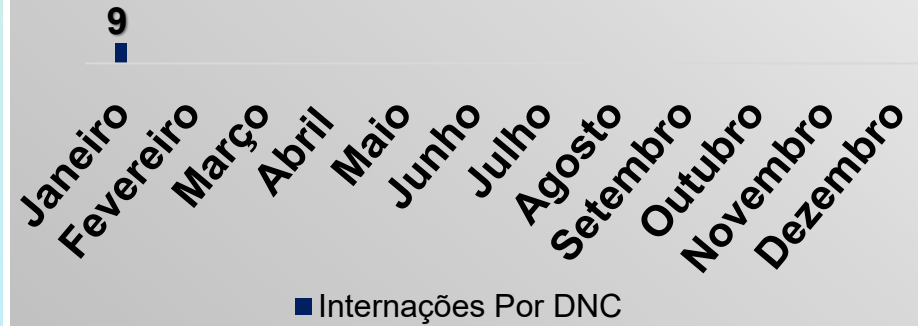 9
Janeiro
Fevereiro
Março
Abril
Maio
Junho
Julho
Agosto
Setembro
Outubro
Novembro
Dezembro
Internações Por DNC